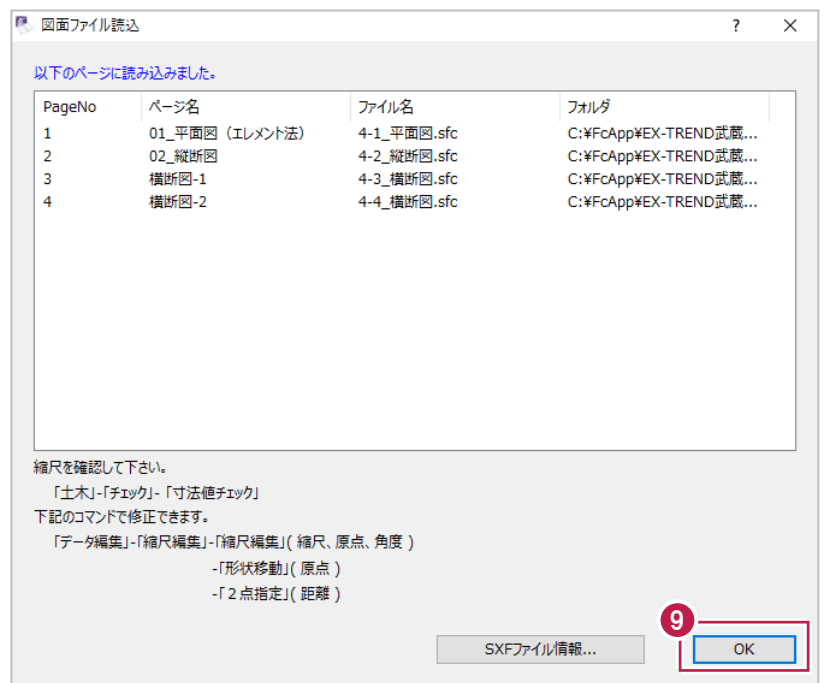 図面ファイル読込 ? ×
以下のページに読み込みました。
PageNo ページ名 ファイル名 フォルダ
1 01_平面図（エレメント法） 4-1_平面図.sfc C:¥FcApp¥EX-TREND武蔵...
2 02_縦断図 4-2_縦断図.sfc C:¥FcApp¥EX-TREND武蔵...
3 横断図-1 4-3_横断図.sfc C:¥FcApp¥EX-TREND武蔵...
4 横断図-2 4-4_横断図.sfc C:¥FcApp¥EX-TREND武蔵...
縮尺を確認して下さい。
「土木」-「チェック」-「寸法値チェック」
下記のコマンドで修正できます。
「データ編集」-「縮尺編集」-「縮尺編集」( 縮尺、原点、角度 )
-「形状移動」( 原点 )
-「２点指定」( 距離 )
9
SXFファイル情報... OK